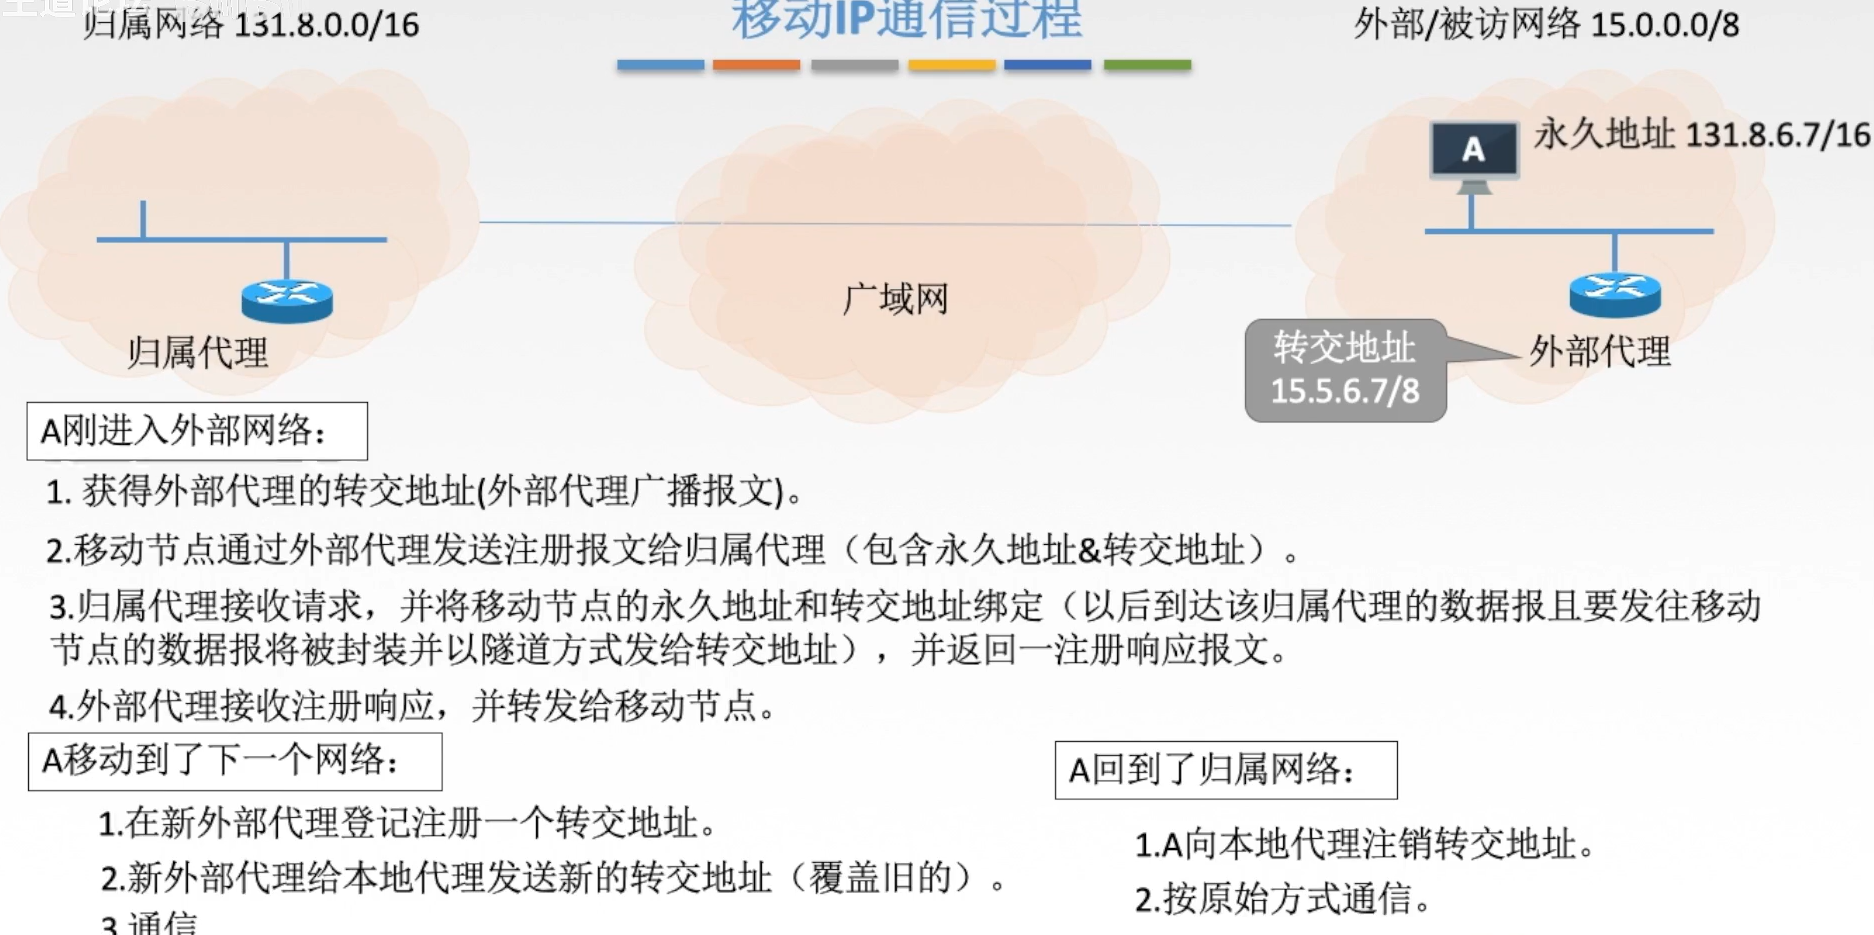 归属网络 131.8.0.0/16
移动IP通信过程
外部/被访网络 15.0.0.0/8
A
永久地址 131.8.6.7/16
广域网
归属代理
转交地址
15.5.6.7/8
外部代理
A刚进入外部网络：
1. 获得外部代理的转交地址(外部代理广播报文)。
2.移动节点通过外部代理发送注册报文给归属代理（包含永久地址&转交地址）。
3.归属代理接收请求，并将移动节点的永久地址和转交地址绑定（以后到达该归属代理的数据报且要发往移动
节点的数据报将被封装并以隧道方式发给转交地址），并返回一注册响应报文。
4.外部代理接收注册响应，并转发给移动节点。
A移动到了下一个网络：
1.在新外部代理登记注册一个转交地址。
2.新外部代理给本地代理发送新的转交地址（覆盖旧的）。
3.通信
A回到了归属网络：
1.A向本地代理注销转交地址。
2.按原始方式通信。